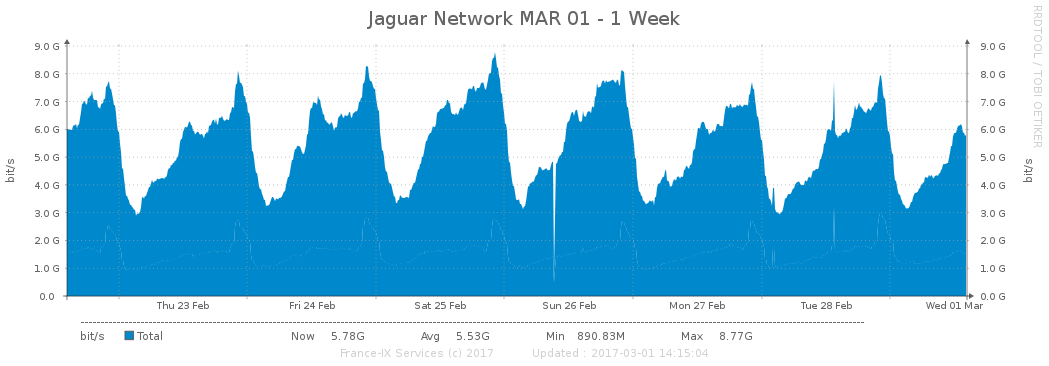 Jaguar Network MAR 01 - 1 Week
RRDTOOL / TOBI OETIKER
bit/s
9.0 G
8.0 G
7.0 G
6.0 G
5.0 G
4.0 G
3.0 G
2.0 G
1.0 G
0.0
9.0 G
8.0 G
7.0 G
6.0 G
5.0 G
4.0 G
3.0 G
2.0 G
1.0 G
0.0 G
bit/s
Thu 23 Feb Fri 24 Feb Sat 25 Feb Sun 26 Feb Mon 27 Feb Tue 28 Feb Wed 01 Mar
bit/s Total Now 5.78G Avg 5.53G Min 890.83M Max 8.77G
France-IX Services (c) 2017 Updated : 2017-03-01 14:15:04